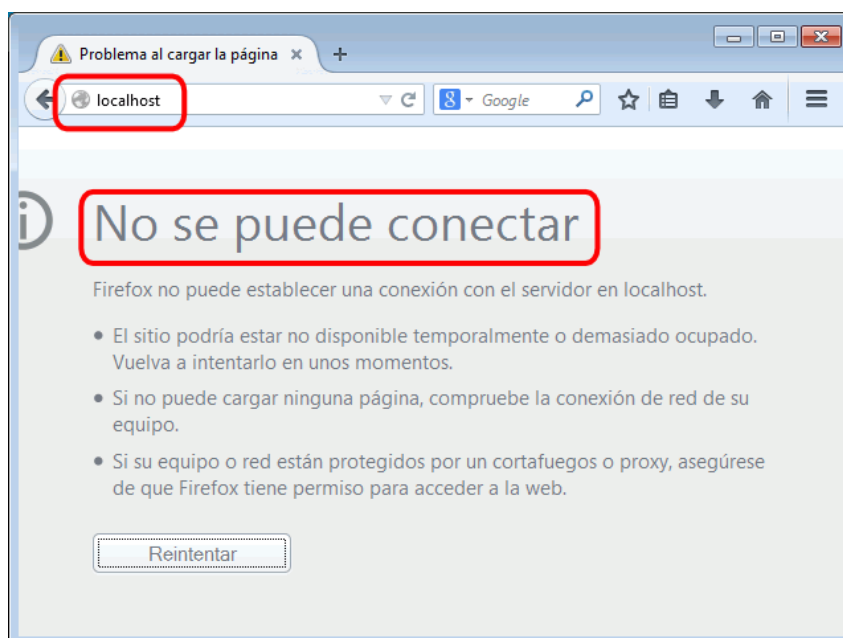 Problema al cargar la página
localhost
Google
No se puede conectar
Firefox no puede establecer una conexión con el servidor en localhost.
El sitio podría estar no disponible temporalmente o demasiado ocupado.
Vuelva a intentarlo en unos momentos.
Si no puede cargar ninguna página, compruebe la conexión de red de su
equipo.
Si su equipo o red están protegidos por un cortafuegos o proxy, asegúrese
de que Firefox tiene permiso para acceder a la web.
Reintentar